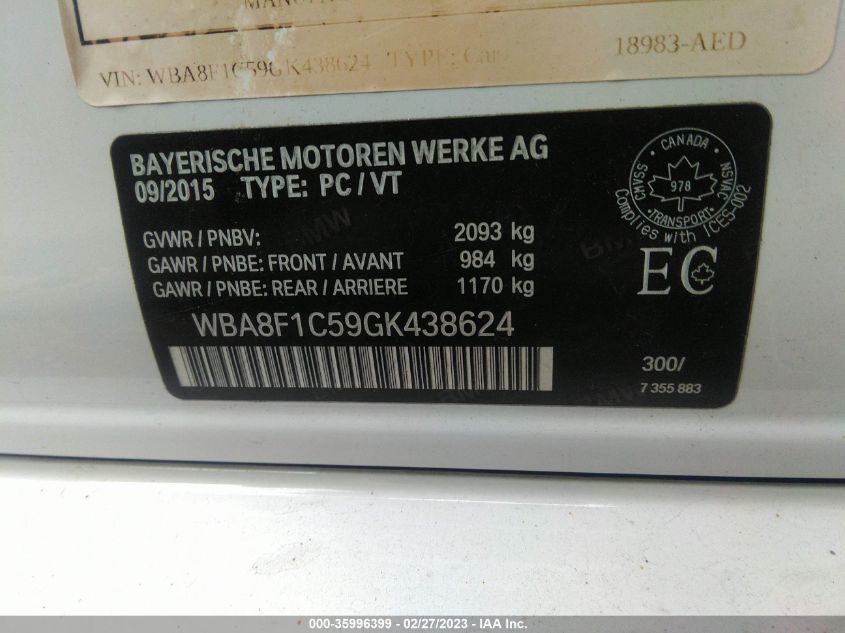 VIN: WBA8F1C59GK438624 TYPE: Car
18983-AED
BAYERISCHE MOTOREN WERKE AG
09/2015 TYPE: PC / VT
GVWR / PNBV: 2093 kg
GAWR / PNBE: FRONT / AVANT 984 kg
GAWR / PNBE: REAR / ARRIERE 1170 kg
WBA8F1C59GK438624
CANADA
CMVSS NSVAC
978
TRANSPORT
Complies with ICES-002
EC
300/
7 355 883
000-35996399 - 02/27/2023 - IAAI Inc.